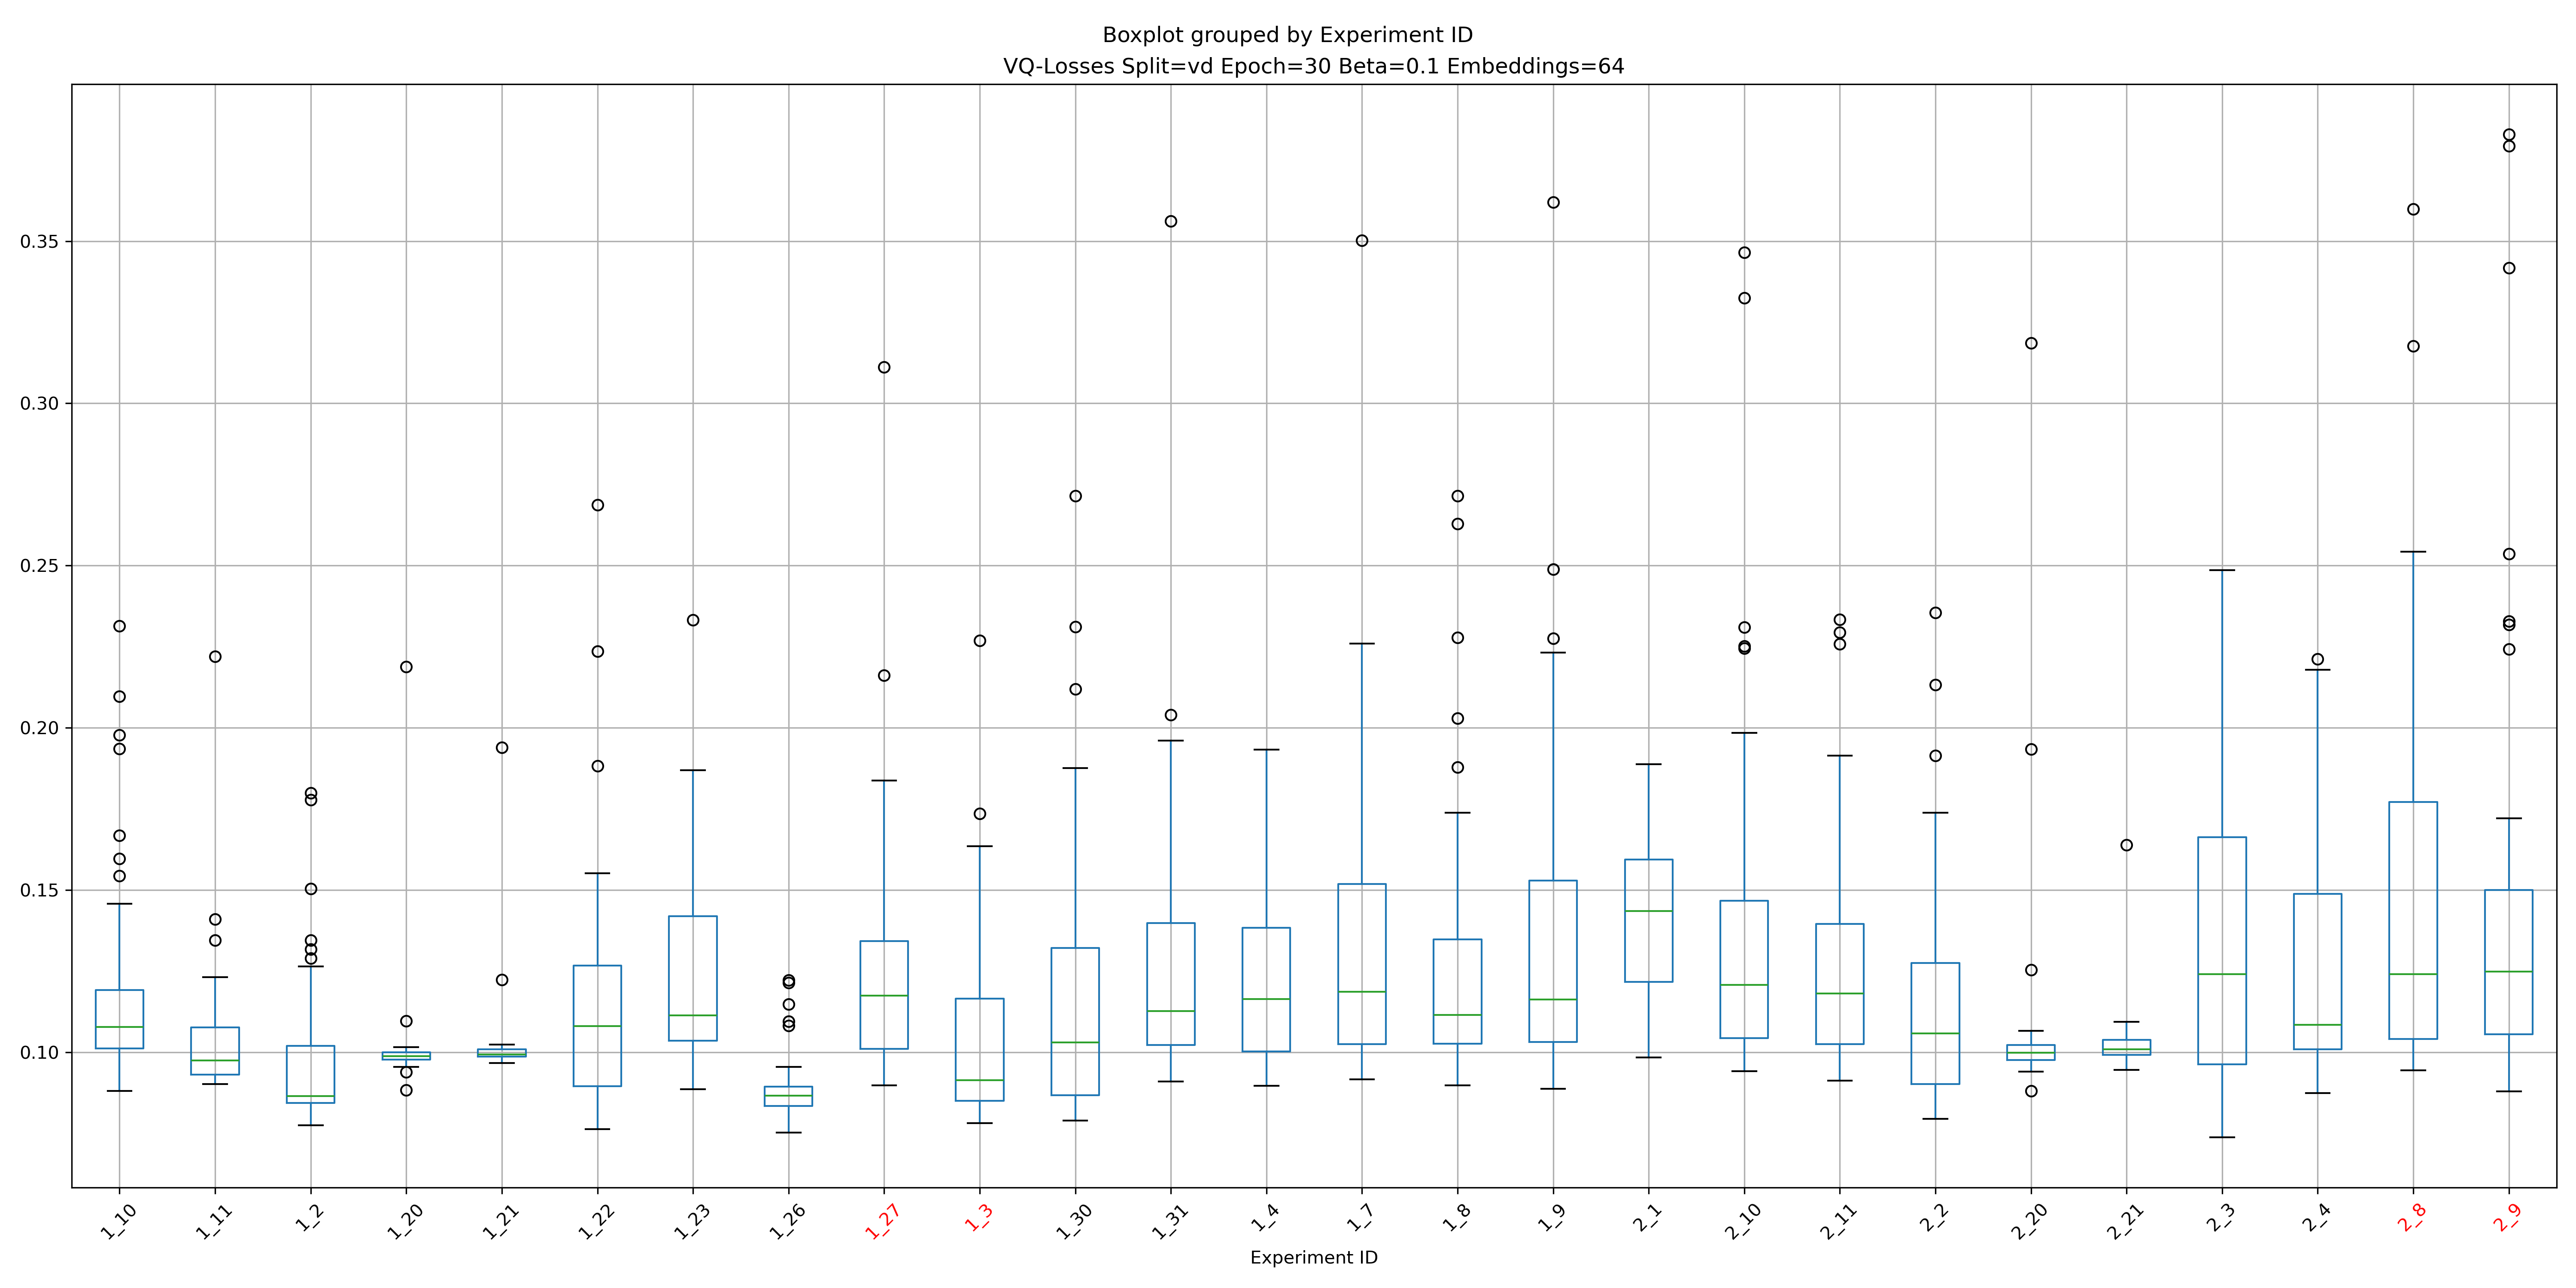 Boxplot grouped by Experiment ID
VQ-Losses Split=vd Epoch=30 Beta=0.1 Embeddings=64
0.35
0.30
0.25
0.20
0.15
0.10
1_10 1_11 1_2 1_20 1_21 1_22 1_23 1_26 1_27 1_3 1_30 1_31 1_4 1_7 1_8 1_9 2_1 2_10 2_11 2_2 2_20 2_21 2_3 2_4 2_8 2_9
Experiment ID